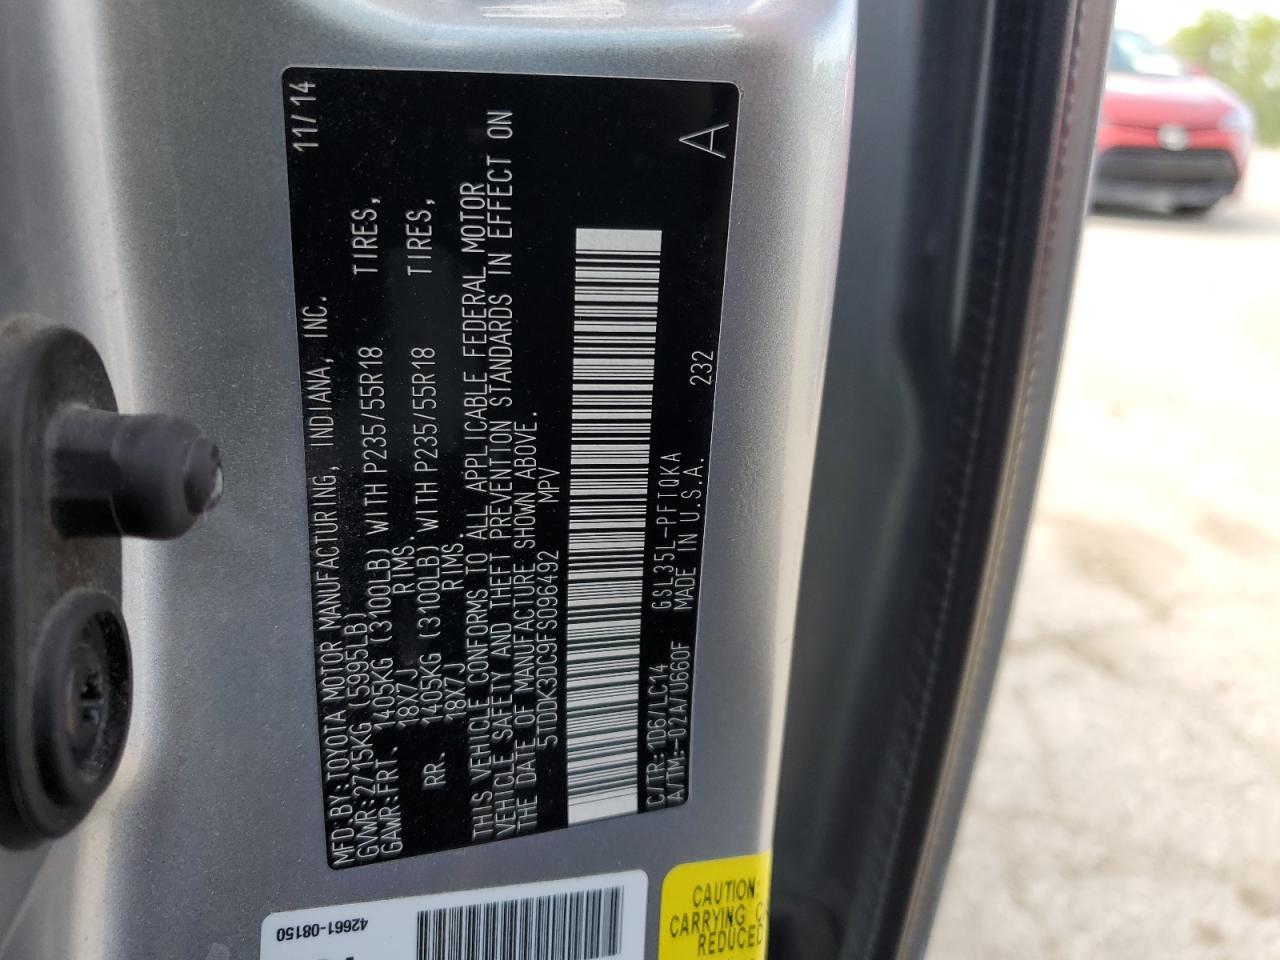 MFD.BY:TOYOTA MOTOR MANUFACTURING, INDIANA, INC. 11/14
GVWR:2715KG (5995LB)
GAWR:FRT. 1405KG (3100LB) WITH P235/55R18 TIRES,
18X7J RIMS.
RR. 1405KG (3100LB) WITH P235/55R18 TIRES,
18X7J RIMS.
THIS VEHICLE CONFORMS TO ALL APPLICABLE FEDERAL MOTOR
VEHICLE SAFETY AND THEFT PREVENTION STANDARDS IN EFFECT ON
THE DATE OF MANUFACTURE SHOWN ABOVE.
5TDDK3DC9FS096492 MPV
C/TR:1D6/LC14 GSL35L-PFTQKA
A/TM:-02A/U660F MADE IN U.S.A. 232 A
42661-08150
CAUTION:
CARRYING
REDUCED